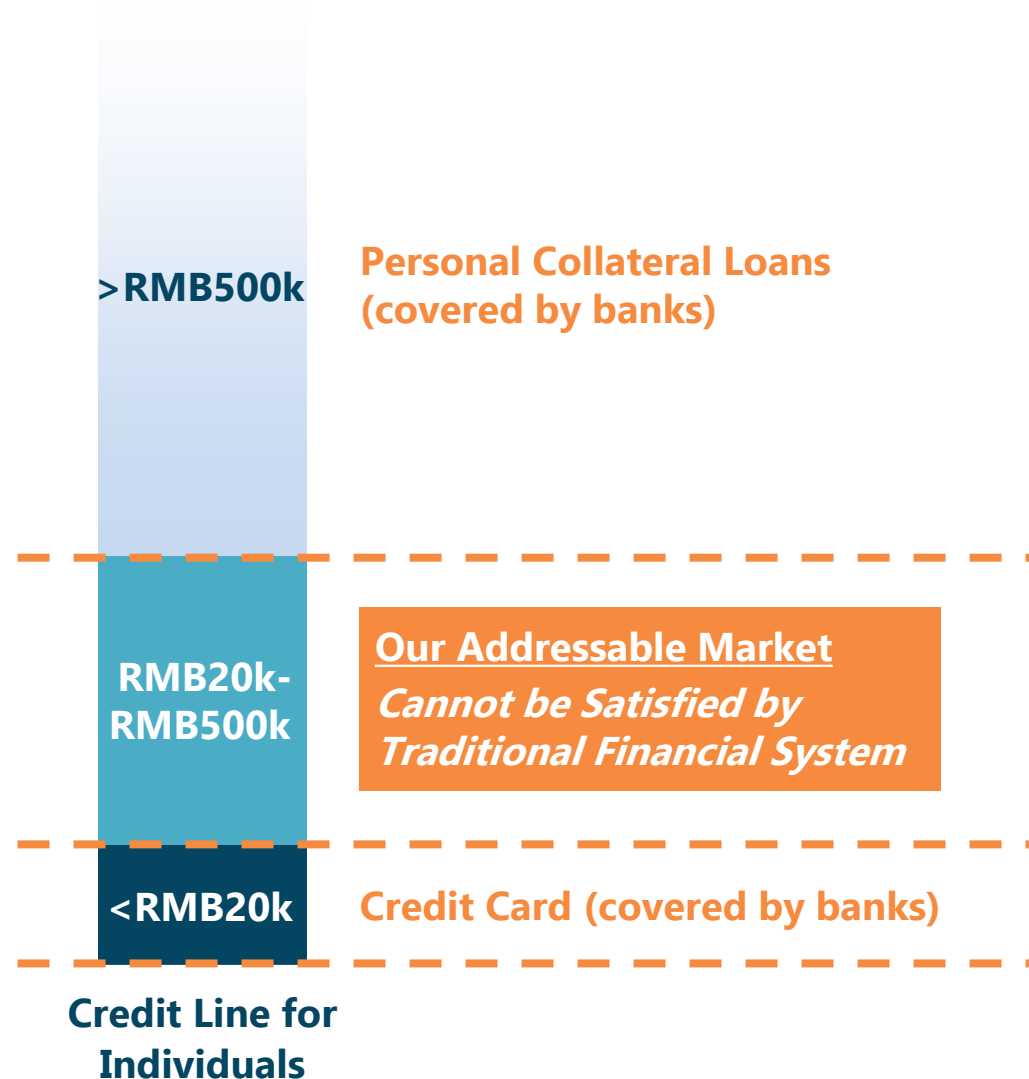 >RMB500k
Personal Collateral Loans
(covered by banks)
RMB20k-
RMB500k
Our Addressable Market
Cannot be Satisfied by
Traditional Financial System
<RMB20k
Credit Card (covered by banks)
Credit Line for
Individuals